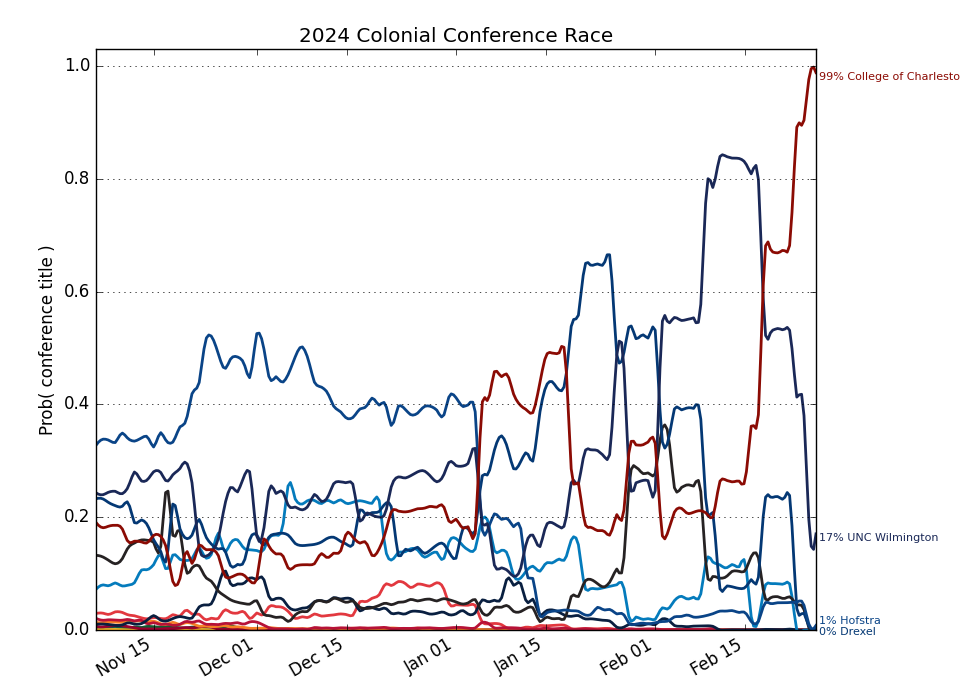 2024 Colonial Conference Race
Prob( conference title )
1.0
0.8
0.6
0.4
0.2
0.0
99% College of Charlesto
17% UNC Wilmington
1% Hofstra
0% Drexel
Nov 15
Dec 01
Dec 15
Jan 01
Jan 15
Feb 01
Feb 15